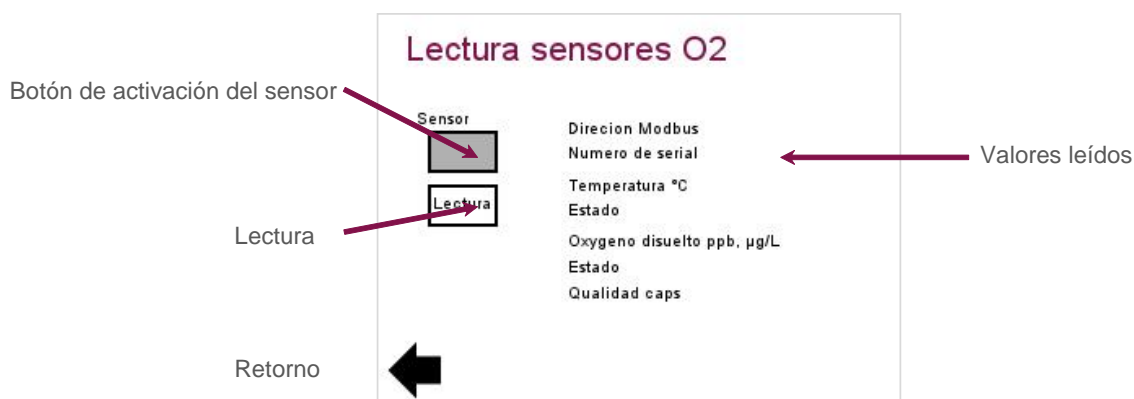 Lectura sensores O2
Botón de activación del sensor
Sensor
Direcion Modbus
Numero de serial
Valores leídos
Temperatura °C
Lectura
Estado
Lectura
Oxygeno disuelto ppb, µg/L
Estado
Qualidad caps
Retorno